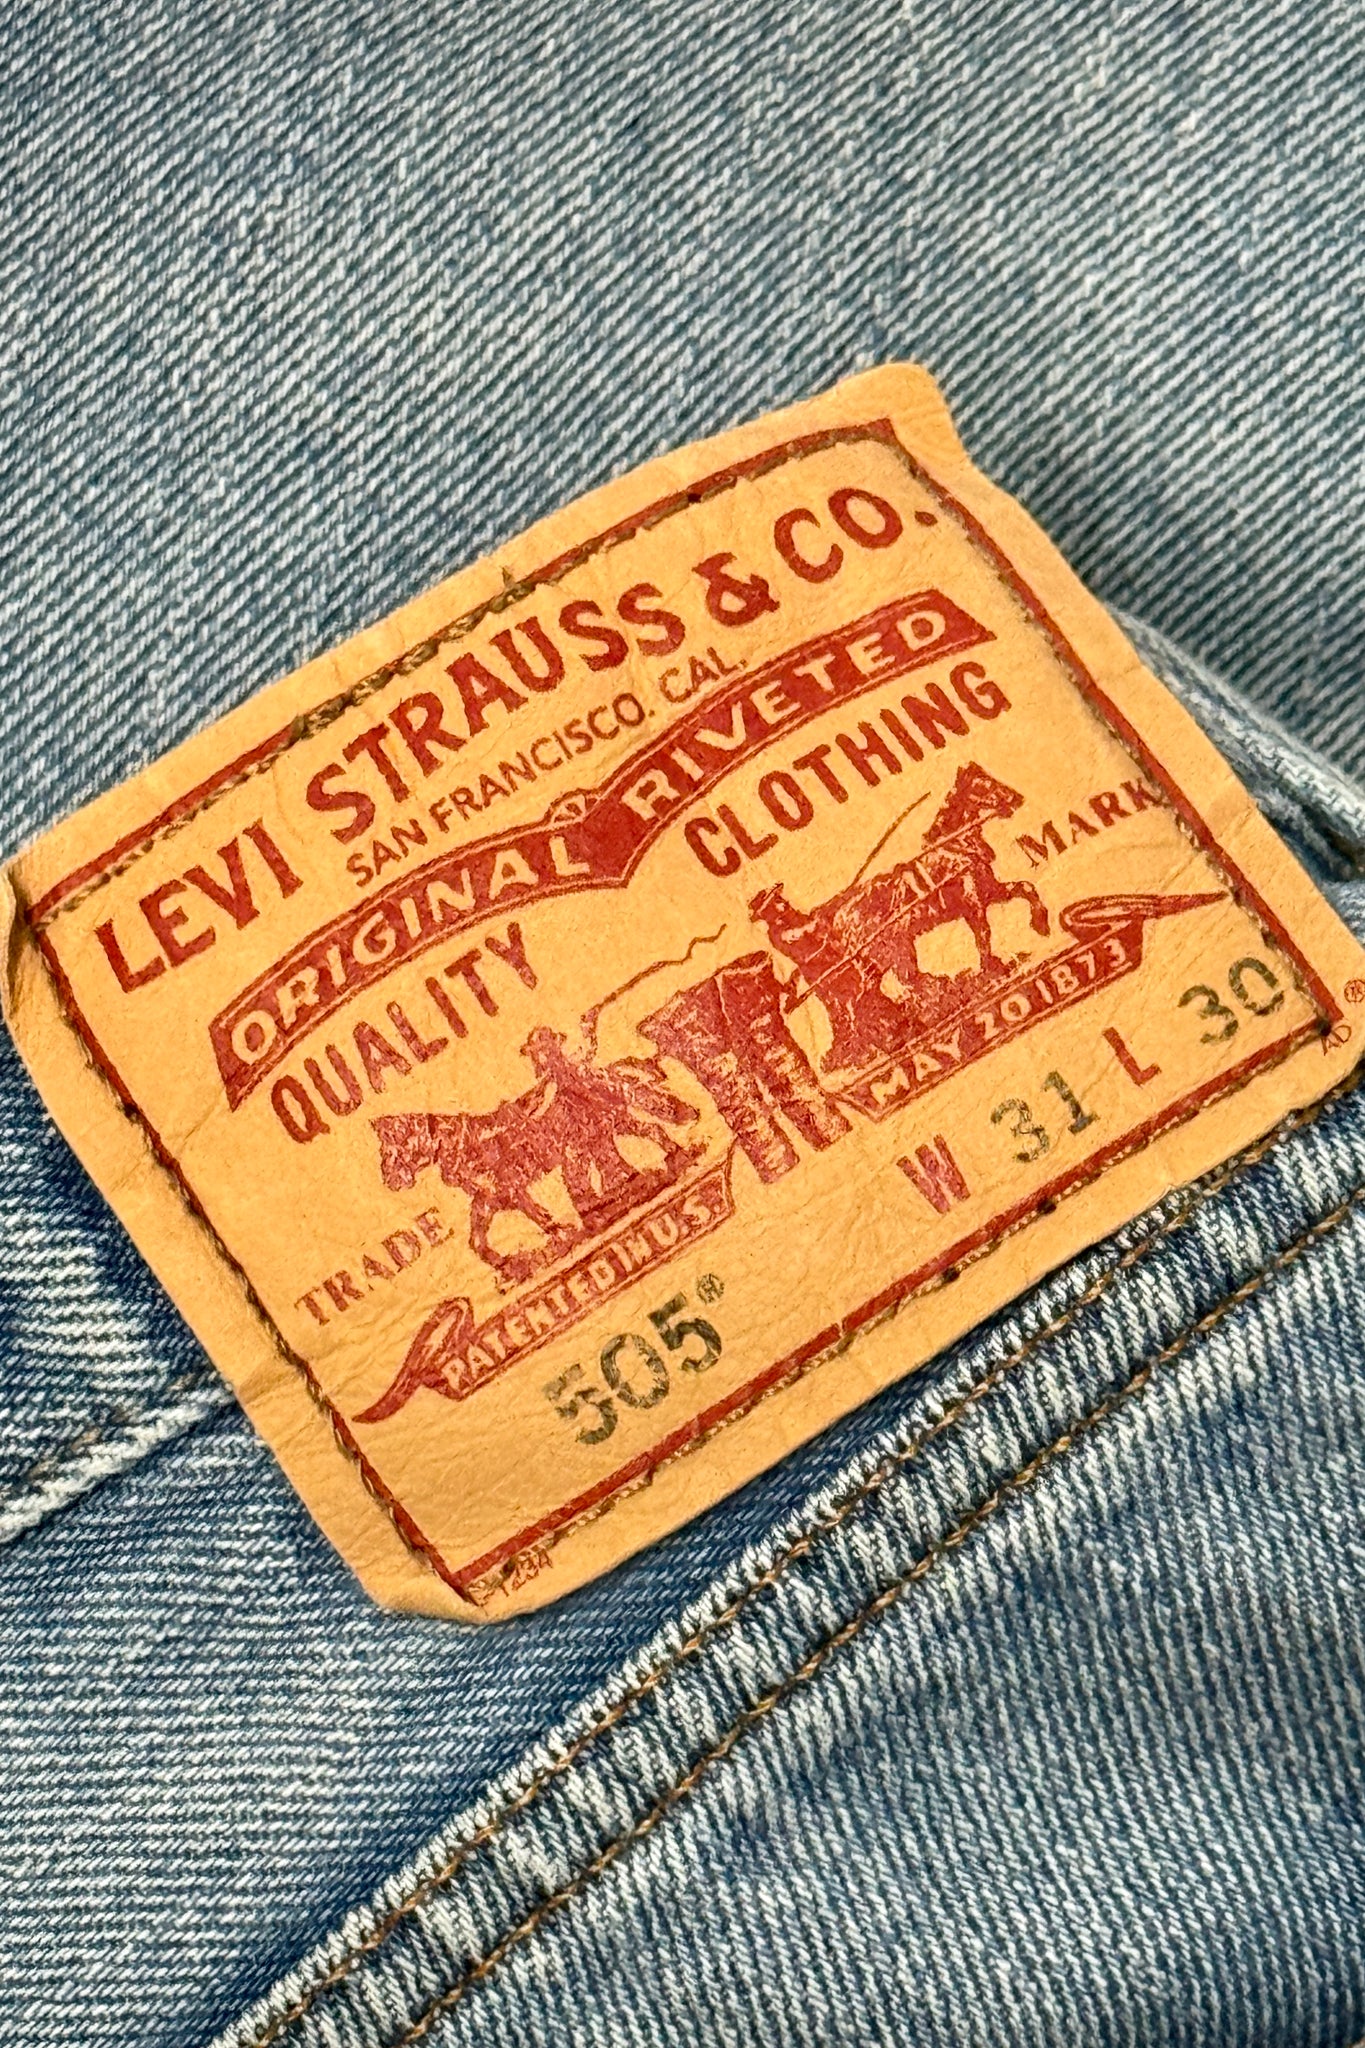 LEVI STRAUSS & CO.
SAN FRANCISCO. CAL.
ORIGINAL RIVETED
QUALITY CLOTHING
TRADE MARK
PATENTED IN U.S. MAY 20 1873
505® W 31 L 30
®
AD